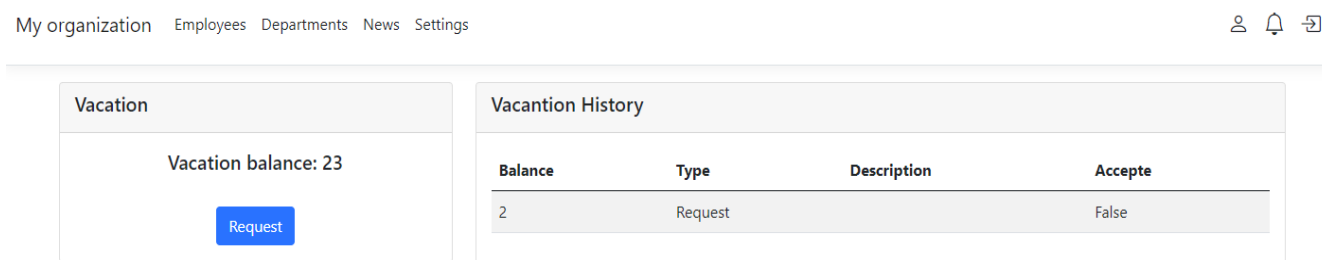 My organization Employees Departments News Settings
Vacation
Vacation balance: 23
Request
Vacantion History
Balance Type Description Accepte
2 Request False